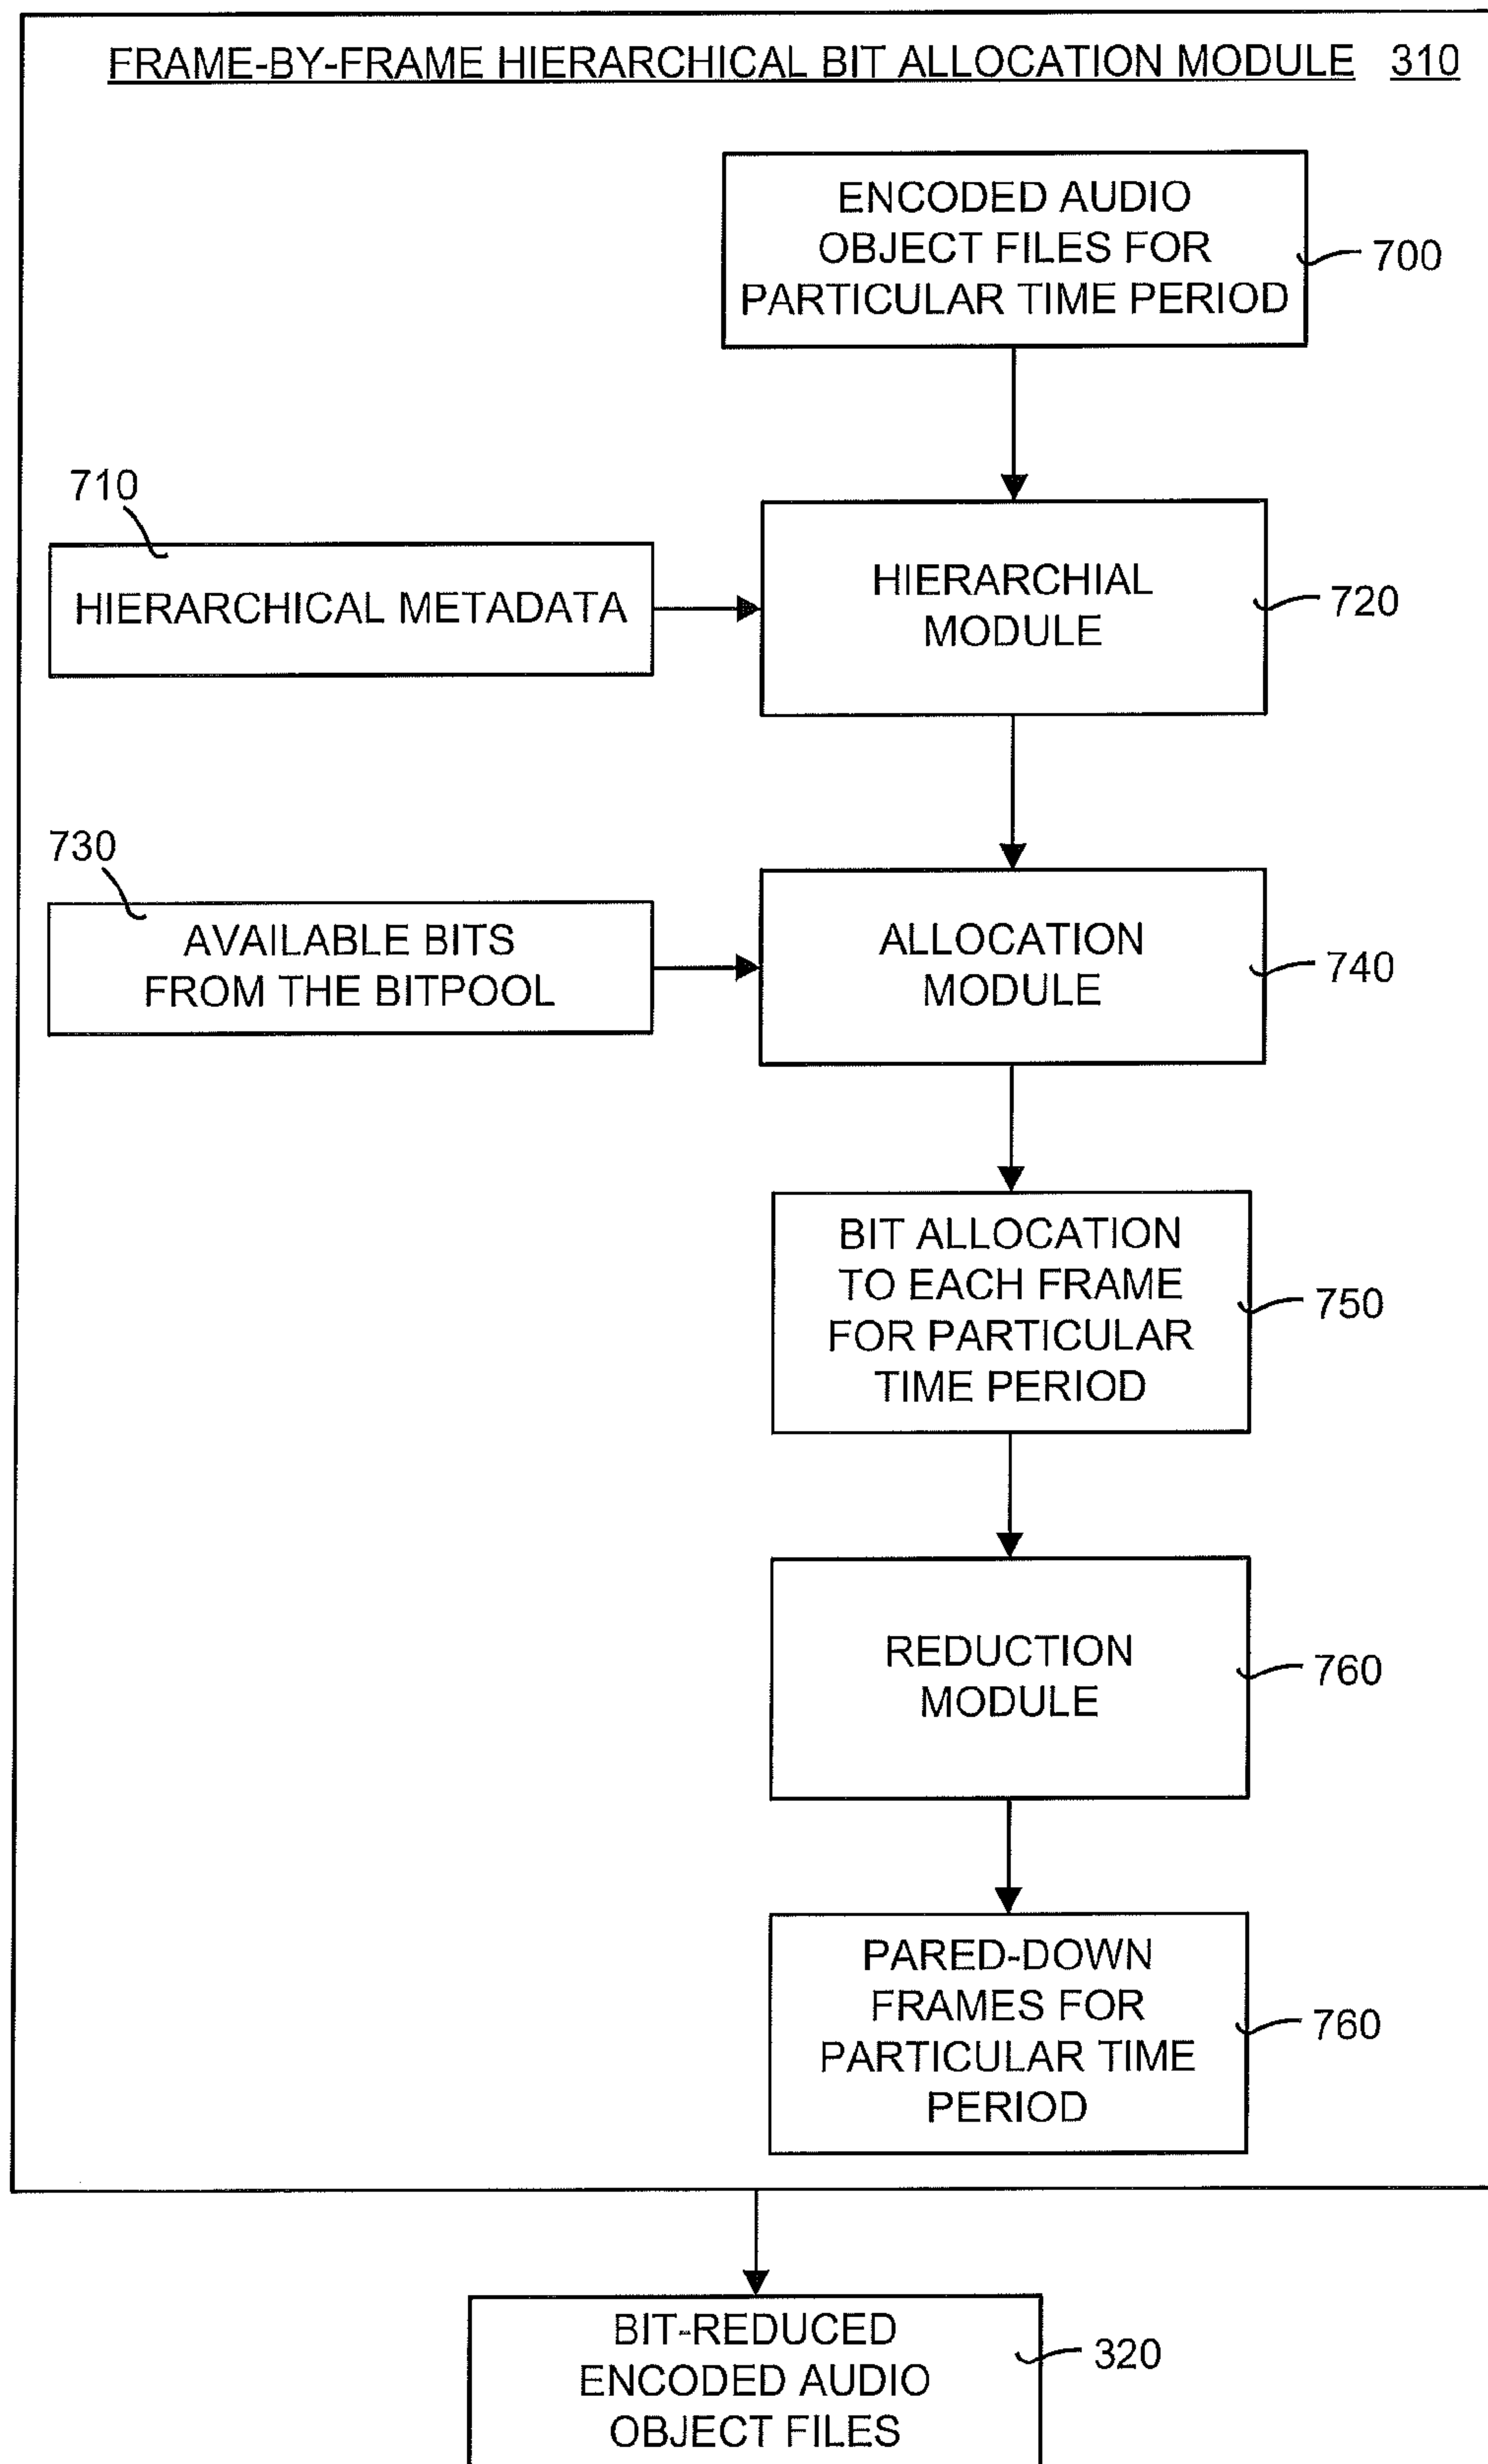 FRAME-BY-FRAME HIERARCHICAL BIT ALLOCATION MODULE 310
ENCODED AUDIO
OBJECT FILES FOR
PARTICULAR TIME PERIOD
700
710
HIERARCHICAL METADATA
HIERARCHIAL
MODULE
720
730
AVAILABLE BITS
FROM THE BITPOOL
ALLOCATION
MODULE
740
BIT ALLOCATION
TO EACH FRAME
FOR PARTICULAR
TIME PERIOD
750
REDUCTION
MODULE
760
PARED-DOWN
FRAMES FOR
PARTICULAR TIME
PERIOD
760
BIT-REDUCED
ENCODED AUDIO
OBJECT FILES
320